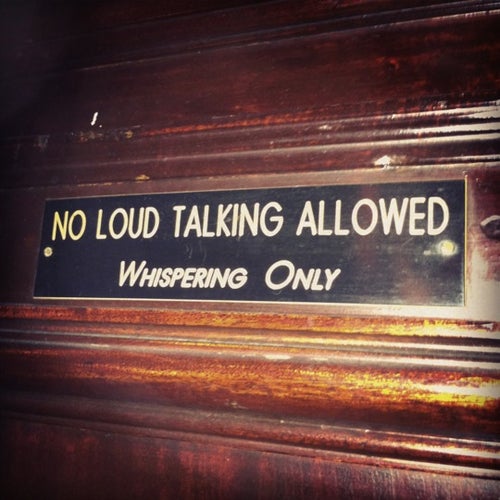 NO LOUD TALKING ALLOWED
WHISPERING ONLY